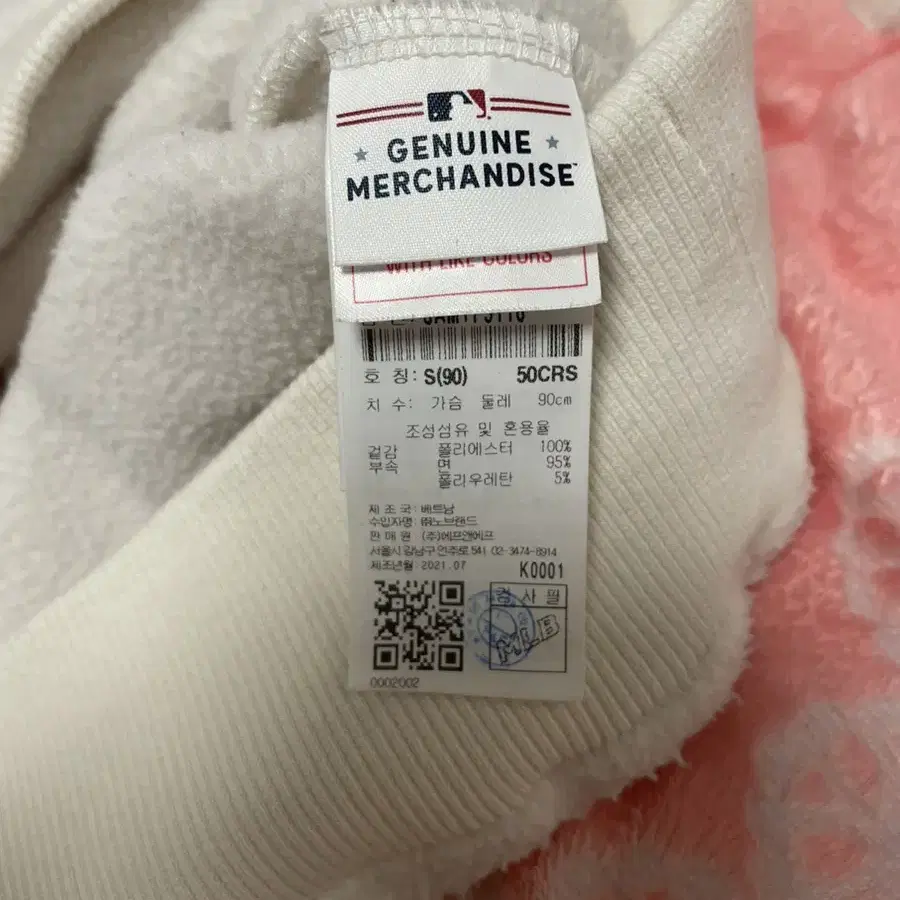 GENUINE
MERCHANDISE™
WITH LIKE COLORS
호 칭: S(90) 50CRS
치 수: 가슴 둘레 90cm
조성섬유 및 혼용율
겉감 폴리에스터 100%
부속 면 95%
폴리우레탄 5%
제 조 국: 베트남
수입자명: ㈜노브랜드
판 매 원 (주)에프앤에프
서울시 강남구 언주로 541 02-3474-8914
제조년월: 2021.07 K0001
검 사 필
MLB
0002002